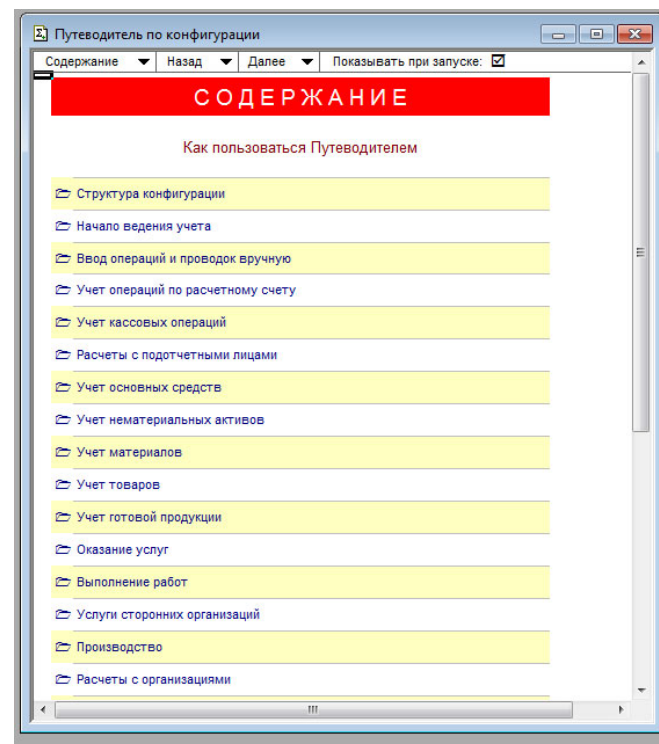 Путеводитель по конфигурации
Содержание Назад Далее Показывать при запуске:
СОДЕРЖАНИЕ
Как пользоваться Путеводителем
Структура конфигурации
Начало ведения учета
Ввод операций и проводок вручную
Учет операций по расчетному счету
Учет кассовых операций
Расчеты с подотчетными лицами
Учет основных средств
Учет нематериальных активов
Учет материалов
Учет товаров
Учет готовой продукции
Оказание услуг
Выполнение работ
Услуги сторонних организаций
Производство
Расчеты с организациями